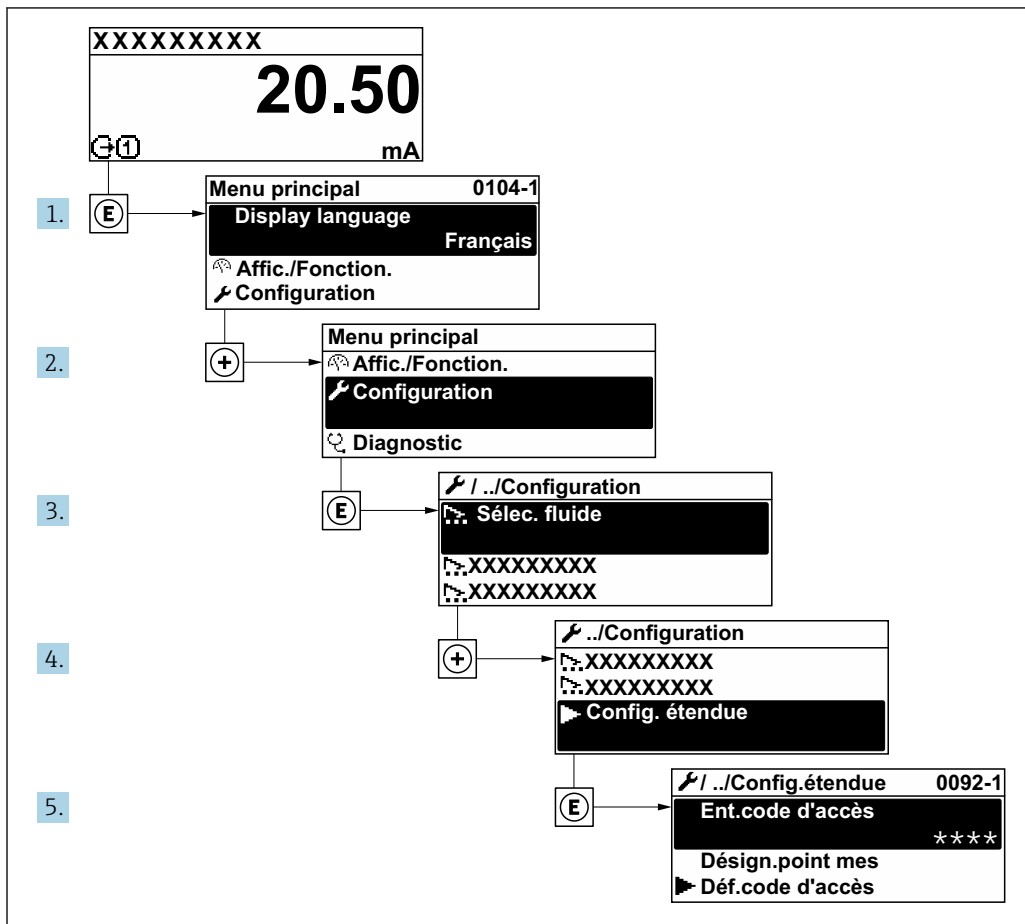 XXXXXXXXX
20.50
mA
1
1.
E
Menu principal 0104-1
Display language
Français
Affic./Fonction.
Configuration
2.
+
Menu principal
Affic./Fonction.
Configuration
Diagnostic
3.
E
/ ../Configuration
Sélec. fluide
XXXXXXXXX
XXXXXXXXX
4.
+
../Configuration
XXXXXXXXX
XXXXXXXXX
Config. étendue
5.
E
/ ../Config.étendue 0092-1
Ent.code d'accès
****
Désign.point mes
Déf.code d'accès